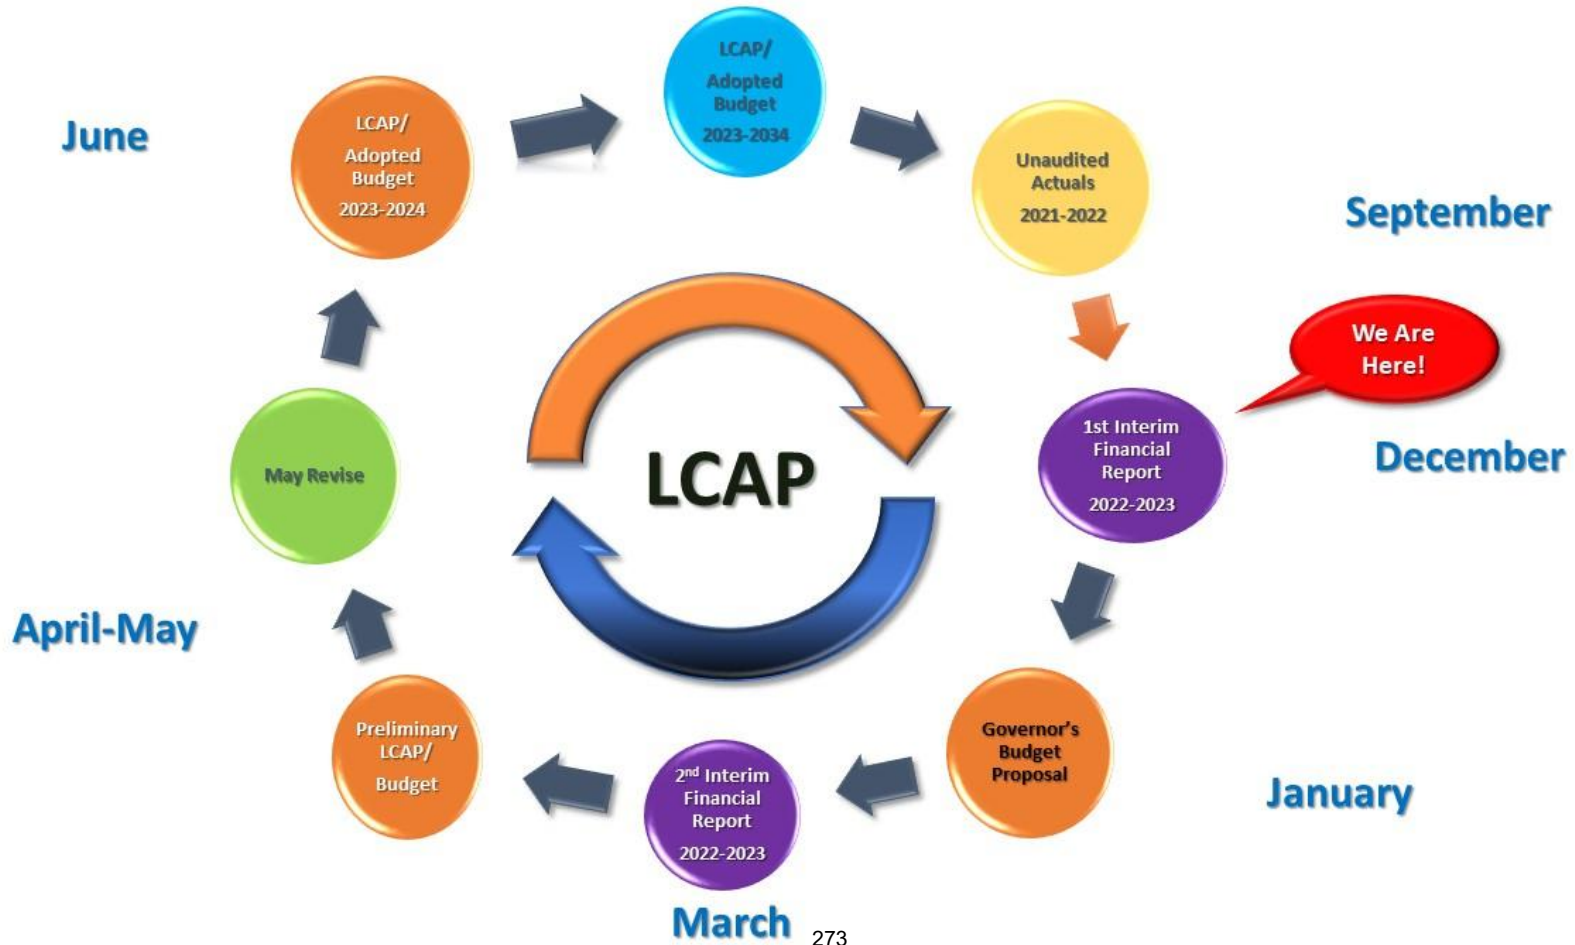 LCAP/
Adopted
Budget
2023-2034
June
LCAP/
Adopted
Budget
2023-2024
Unaudited
Actuals
2021-2022
September
We Are
Here!
1st Interim
Financial
Report
2022-2023
December
LCAP
May Revise
April-May
Preliminary
LCAP/
Budget
2nd Interim
Financial
Report
2022-2023
Governor's
Budget
Proposal
January
March
273